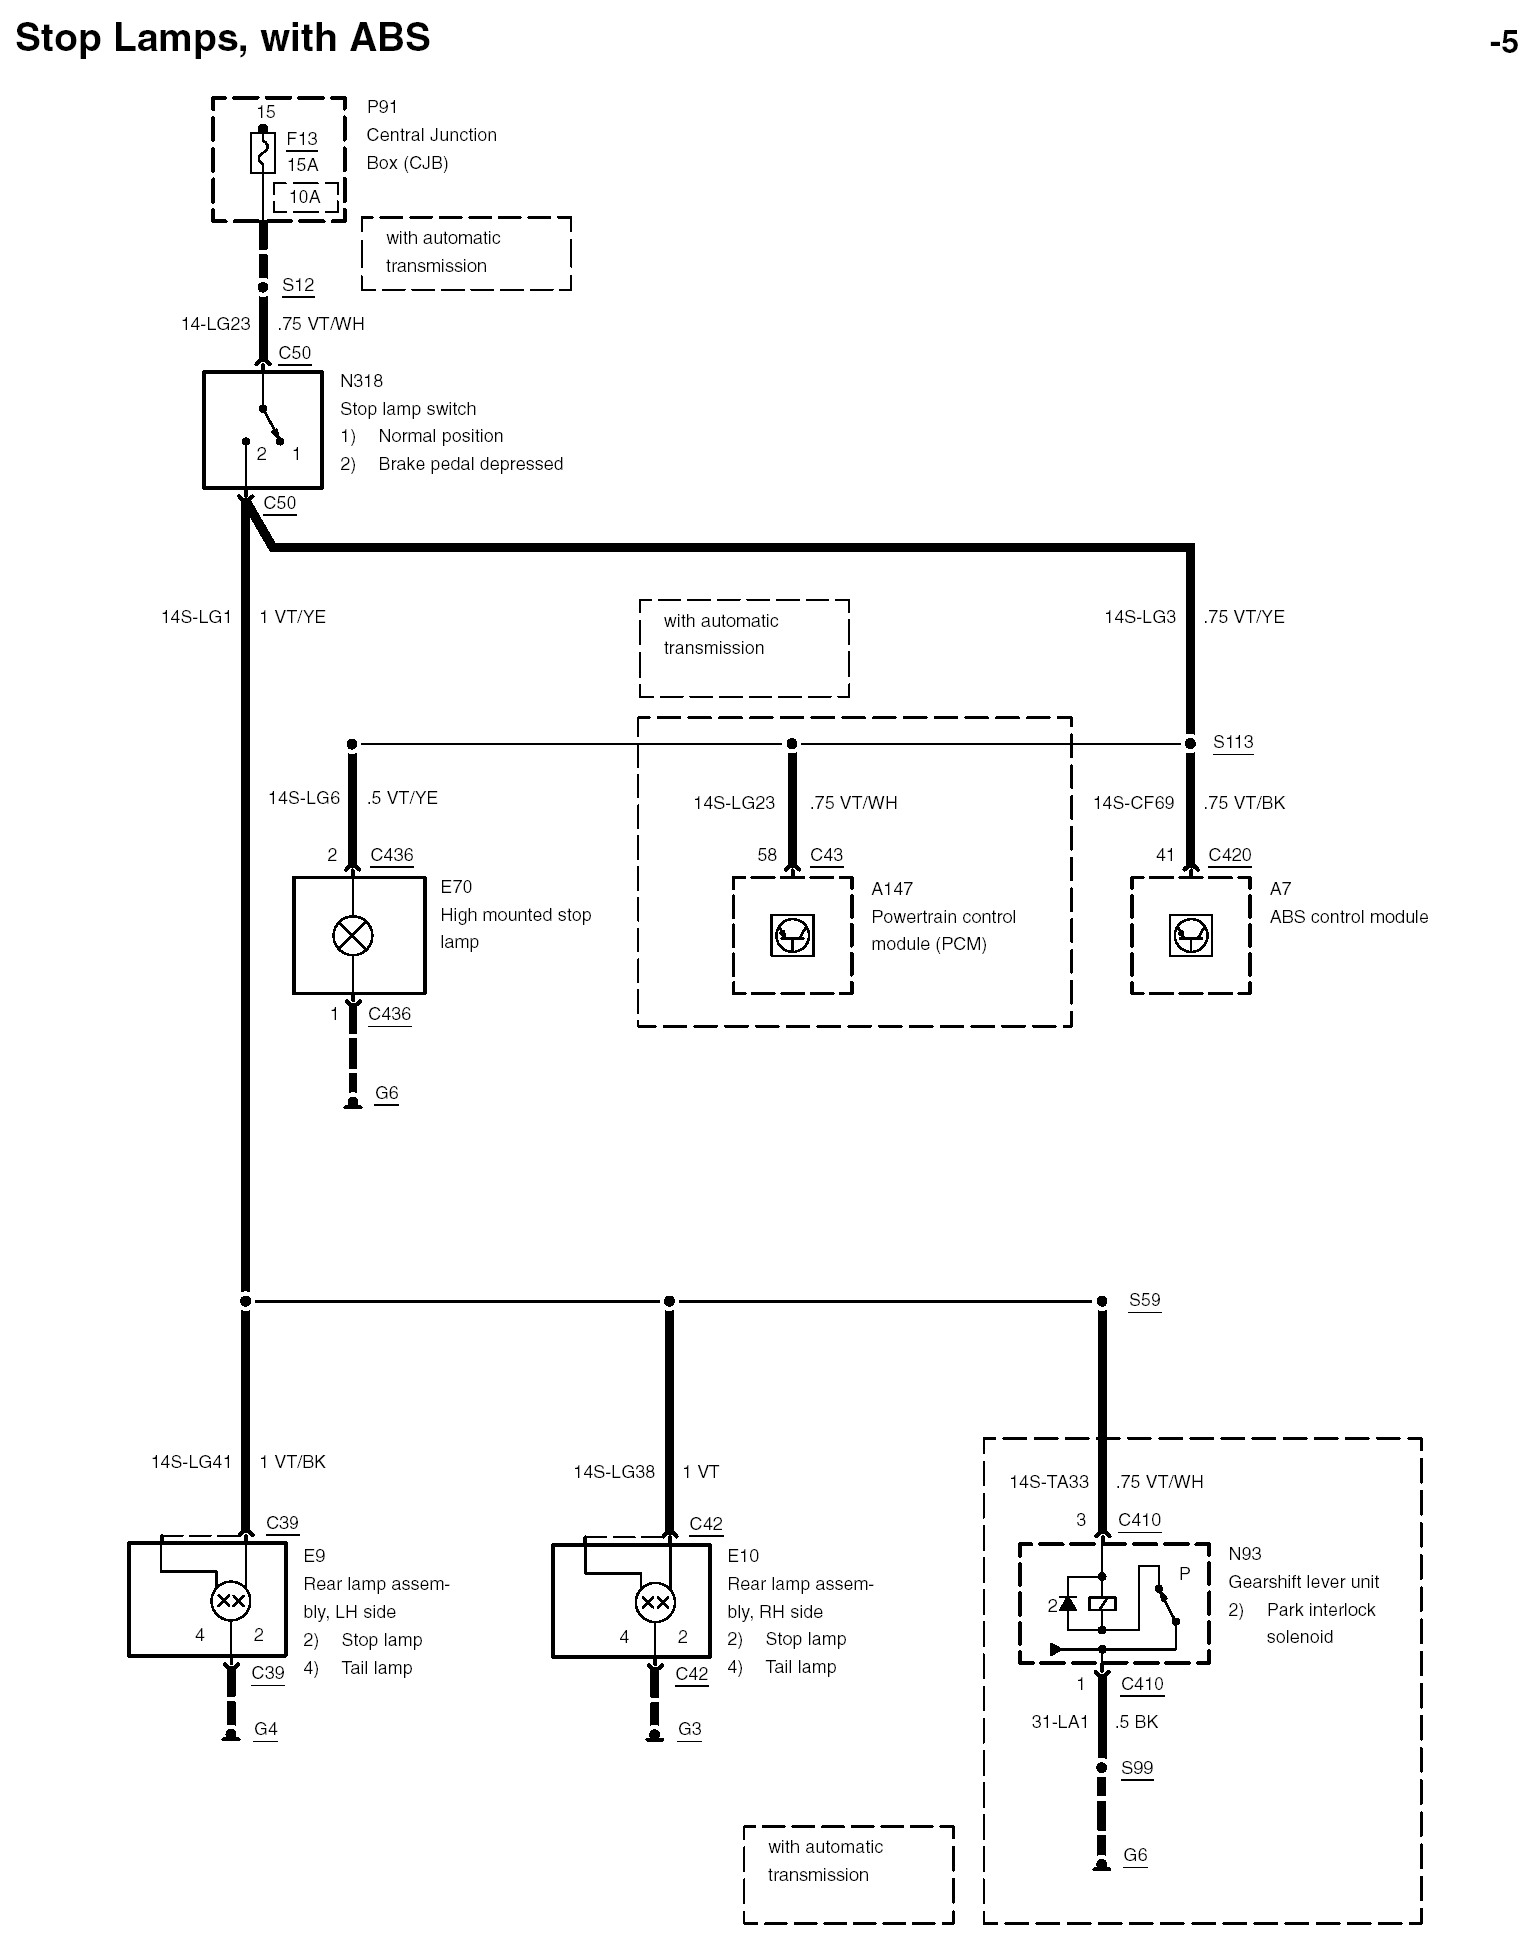 Stop Lamps, with ABS
-5
15
F13
15A
10A
P91
Central Junction
Box (CJB)
with automatic
transmission
S12
14-LG23 .75 VT/WH
C50
N318
Stop lamp switch
1) Normal position
2) Brake pedal depressed
2 1
C50
14S-LG1 1 VT/YE
with automatic
transmission
14S-LG3 .75 VT/YE
S113
14S-LG6 .5 VT/YE
14S-LG23 .75 VT/WH
14S-CF69 .75 VT/BK
2 C436
58 C43
41 C420
E70
High mounted stop
lamp
A147
Powertrain control
module (PCM)
A7
ABS control module
1 C436
G6
S59
14S-LG41 1 VT/BK
14S-LG38 1 VT
14S-TA33 .75 VT/WH
C39
C42
3 C410
E9
Rear lamp assem-
bly, LH side
2) Stop lamp
4) Tail lamp
4 2
C39
G4
E10
Rear lamp assem-
bly, RH side
2) Stop lamp
4) Tail lamp
4 2
C42
G3
N93
Gearshift lever unit
2) Park interlock
solenoid
P
2
1 C410
31-LA1 .5 BK
S99
G6
with automatic
transmission